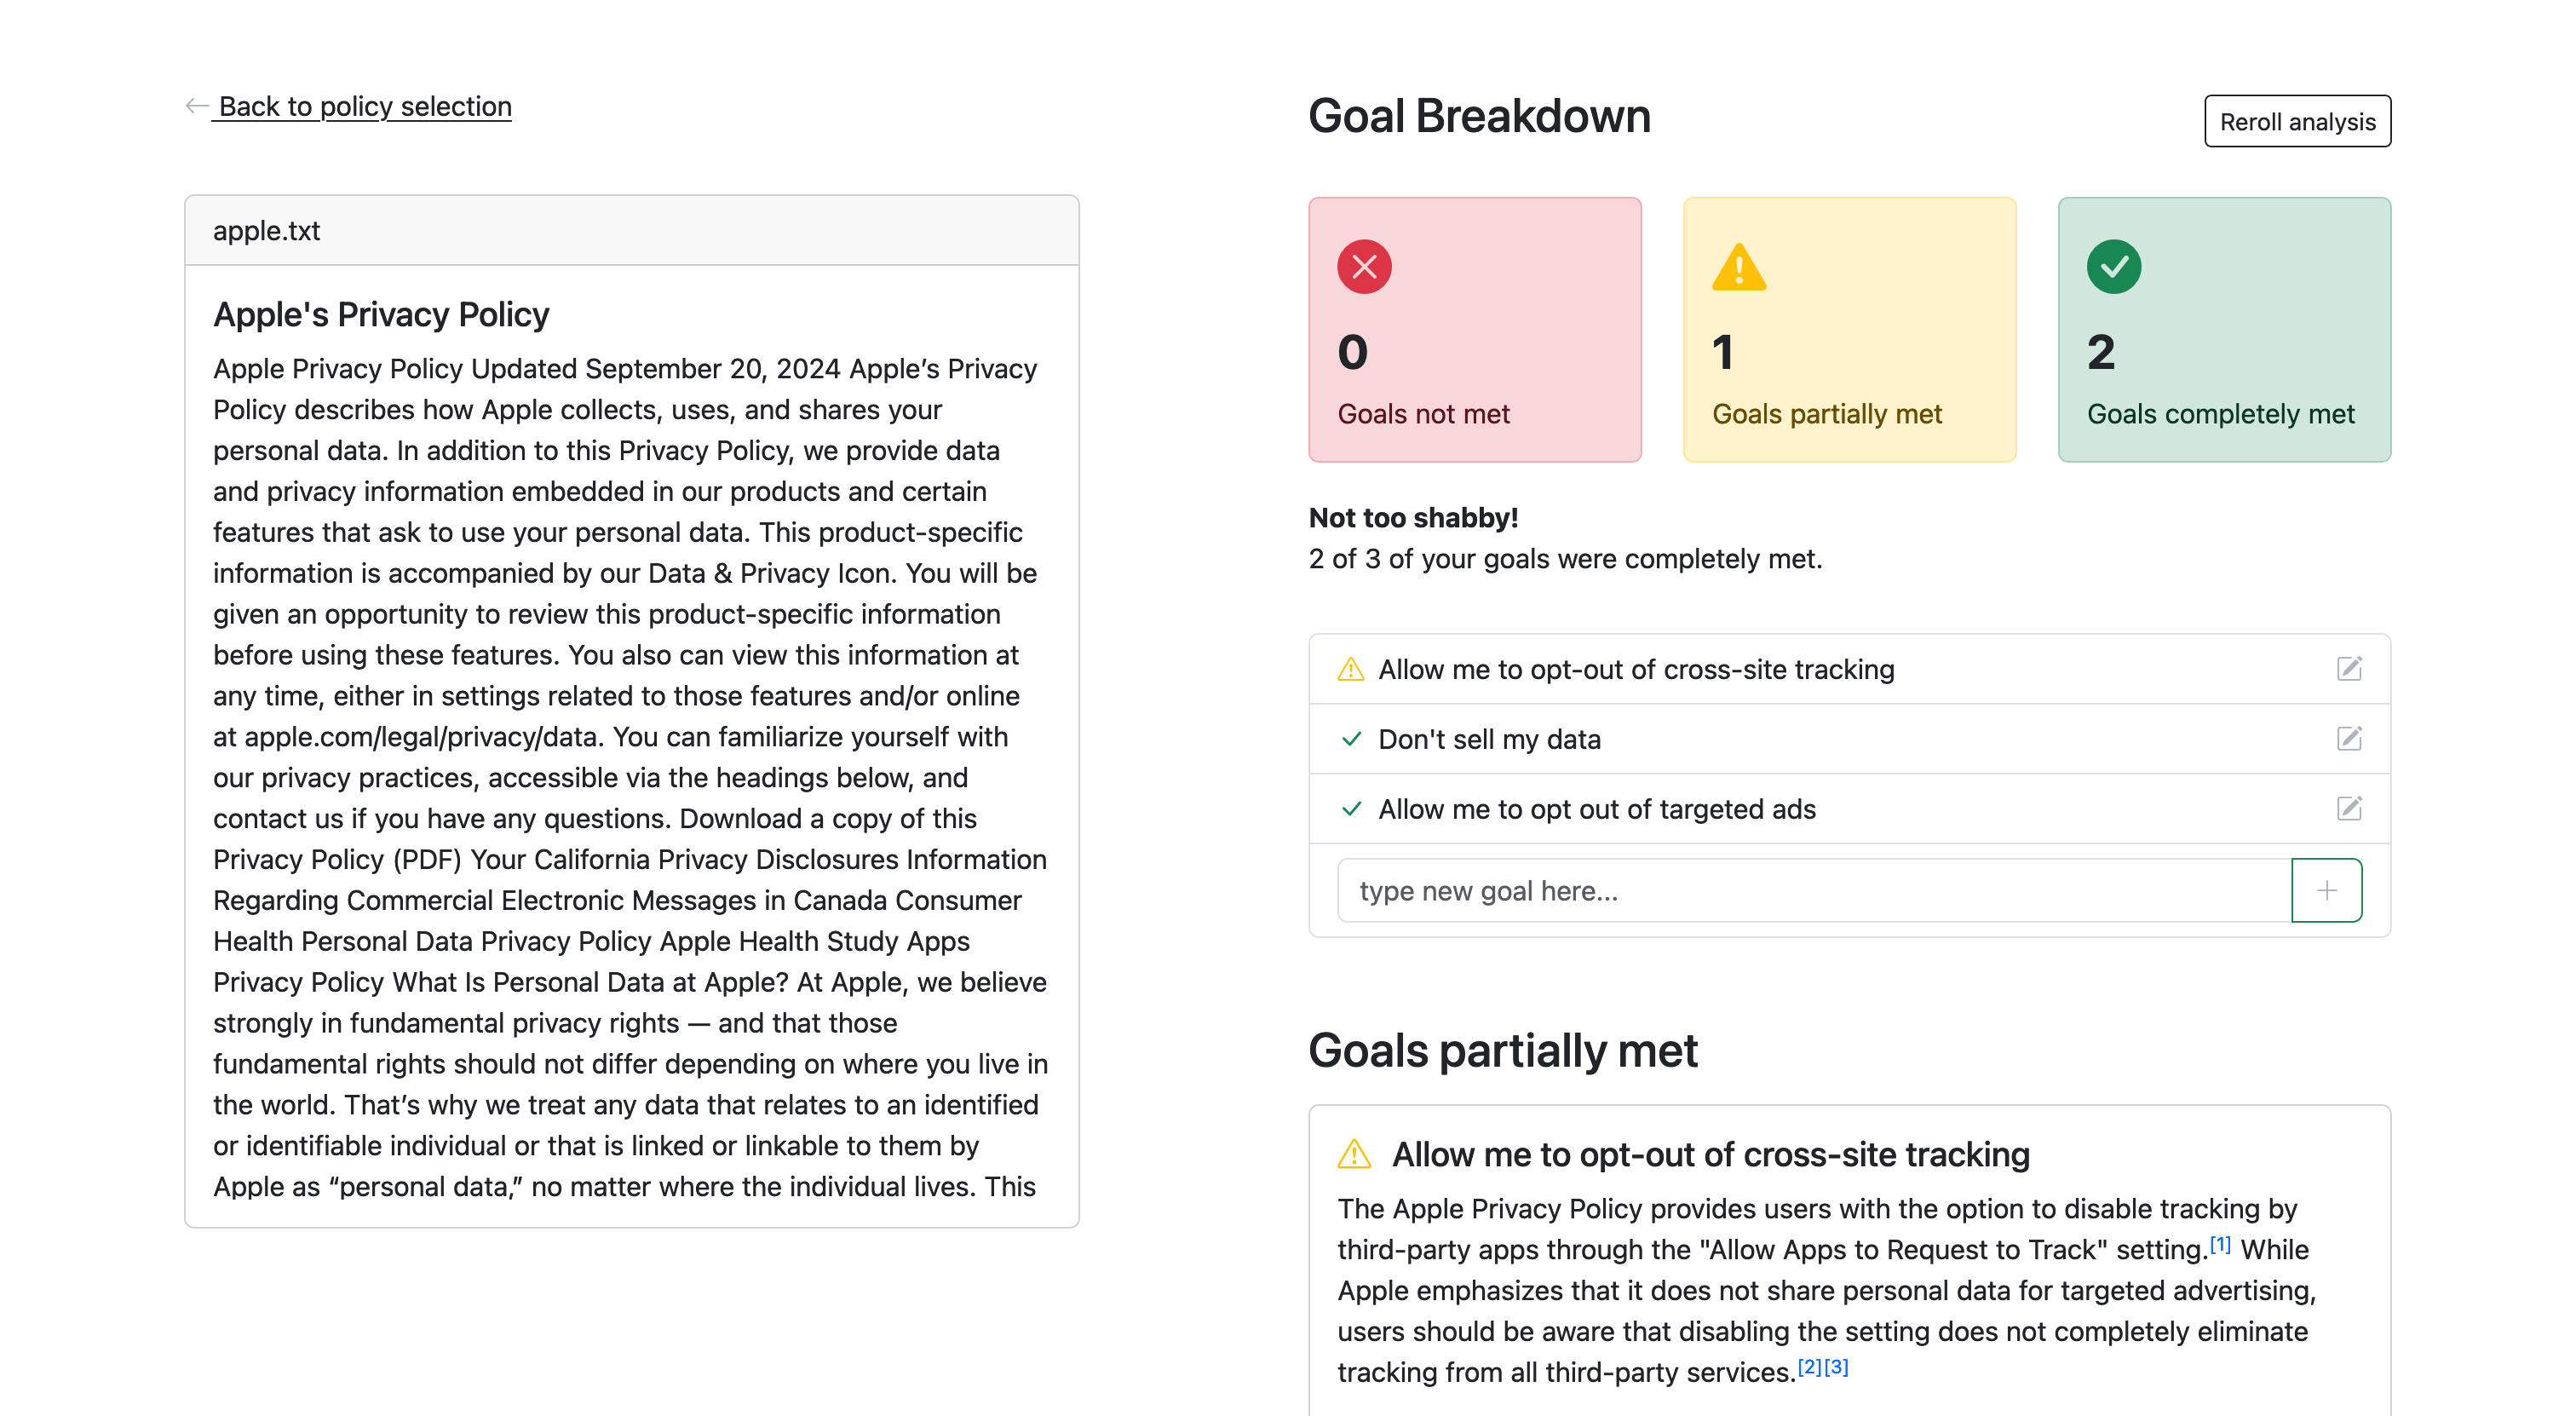 Back to policy selection
apple.txt
Apple's Privacy Policy
Apple Privacy Policy Updated September 20, 2024 Apple’s Privacy
Policy describes how Apple collects, uses, and shares your
personal data. In addition to this Privacy Policy, we provide data
and privacy information embedded in our products and certain
features that ask to use your personal data. This product-specific
information is accompanied by our Data & Privacy Icon. You will be
given an opportunity to review this product-specific information
before using these features. You also can view this information at
any time, either in settings related to those features and/or online
at apple.com/legal/privacy/data. You can familiarize yourself with
our privacy practices, accessible via the headings below, and
contact us if you have any questions. Download a copy of this
Privacy Policy (PDF) Your California Privacy Disclosures Information
Regarding Commercial Electronic Messages in Canada Consumer
Health Personal Data Privacy Policy Apple Health Study Apps
Privacy Policy What Is Personal Data at Apple? At Apple, we believe
strongly in fundamental privacy rights — and that those
fundamental rights should not differ depending on where you live in
the world. That’s why we treat any data that relates to an identified
or identifiable individual or that is linked or linkable to them by
Apple as “personal data,” no matter where the individual lives. This
Goal Breakdown
Reroll analysis
0
Goals not met
1
Goals partially met
2
Goals completely met
Not too shabby!
2 of 3 of your goals were completely met.
Allow me to opt-out of cross-site tracking
Don't sell my data
Allow me to opt out of targeted ads
type new goal here...
Goals partially met
Allow me to opt-out of cross-site tracking
The Apple Privacy Policy provides users with the option to disable tracking by
third-party apps through the "Allow Apps to Request to Track" setting.[1] While
Apple emphasizes that it does not share personal data for targeted advertising,
users should be aware that disabling the setting does not completely eliminate
tracking from all third-party services.[2][3]